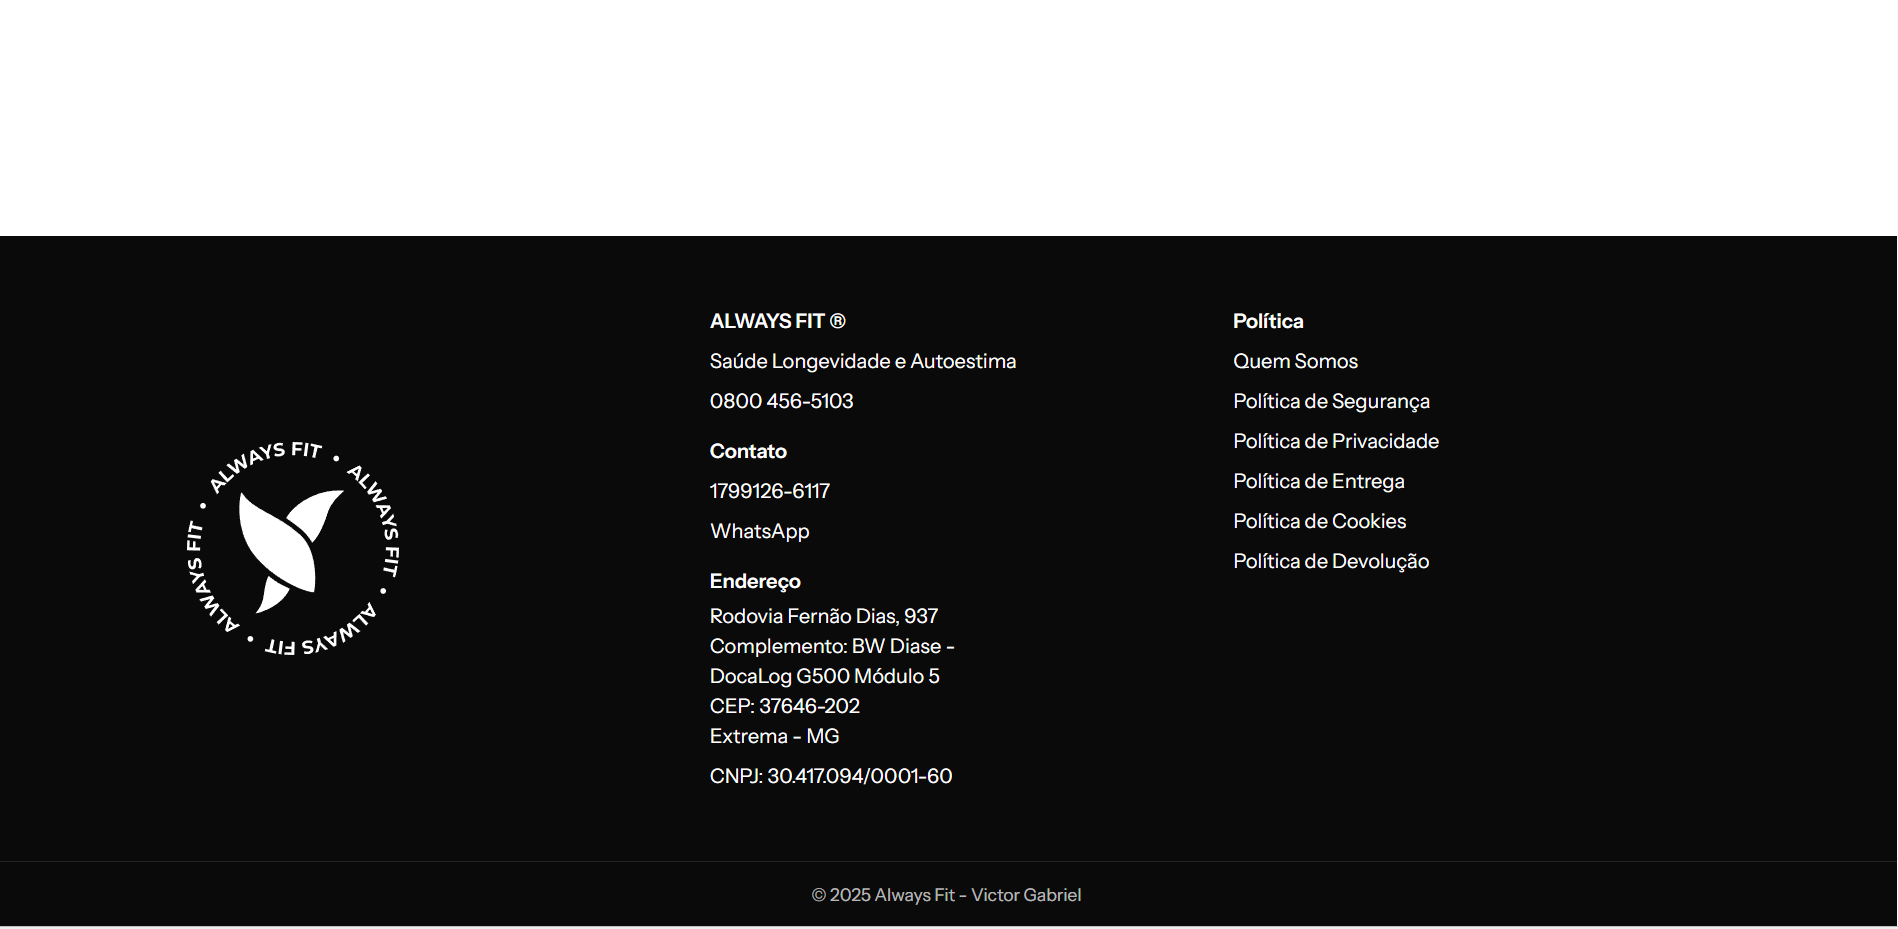 ALWAYS FIT • ALWAYS FIT • ALWAYS FIT • ALWAYS FIT •
ALWAYS FIT ®
Saúde Longevidade e Autoestima
0800 456-5103
Contato
1799126-6117
WhatsApp
Endereço
Rodovia Fernão Dias, 937
Complemento: BW Diase -
DocaLog G500 Módulo 5
CEP: 37646-202
Extrema - MG
CNPJ: 30.417.094/0001-60
Política
Quem Somos
Política de Segurança
Política de Privacidade
Política de Entrega
Política de Cookies
Política de Devolução
© 2025 Always Fit - Victor Gabriel